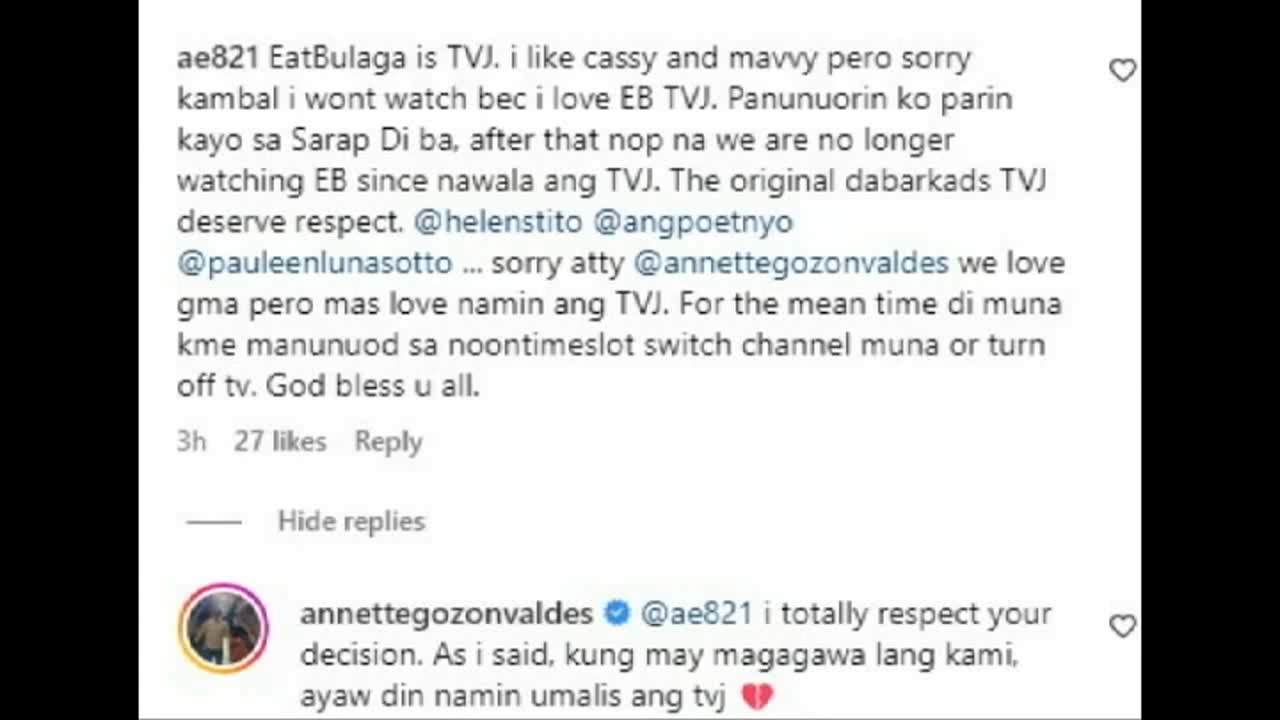 ae821 EatBulaga is TVJ. i like cassy and mavvy pero sorry
kambal i wont watch bec i love EB TVJ. Panunuorin ko parin
kayo sa Sarap Di ba, after that nop na we are no longer
watching EB since nawala ang TVJ. The original dabarkads TVJ
deserve respect. @helenstito @angpoetnyo
@pauleenlunasotto ... sorry atty @annettegozonvaldes we love
gma pero mas love namin ang TVJ. For the mean time di muna
kme manunuod sa noontimeslot switch channel muna or turn
off tv. God bless u all.
3h 27 likes Reply
Hide replies
annettegozonvaldes @ae821 i totally respect your
decision. As i said, kung may magagawa lang kami,
ayaw din namin umalis ang tvj 💔